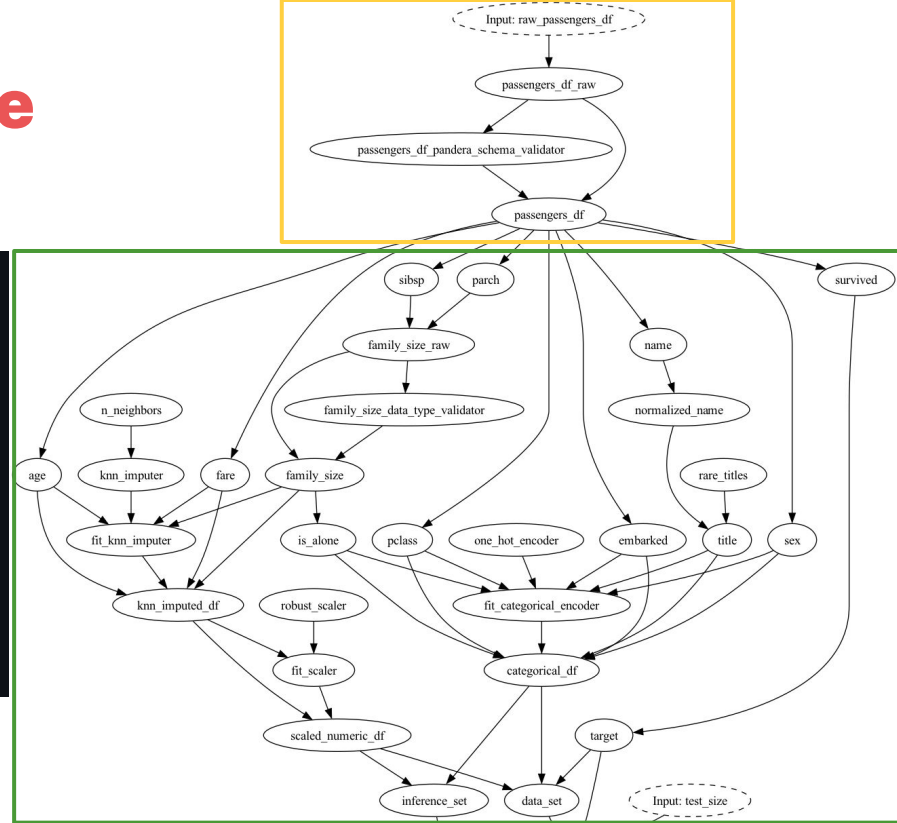 Input: raw_passengers_df
passengers_df_raw
e
passengers_df_pandera_schema_validator
passengers_df
sibsp
parch
survived
family_size_raw
name
n_neighbors
family_size_data_type_validator
normalized_name
age
knn_imputer
fare
family_size
rare_titles
fit_knn_imputer
is_alone
pclass
one_hot_encoder
embarked
title
sex
knn_imputed_df
robust_scaler
fit_categorical_encoder
fit_scaler
categorical_df
scaled_numeric_df
target
inference_set
data_set
Input: test_size